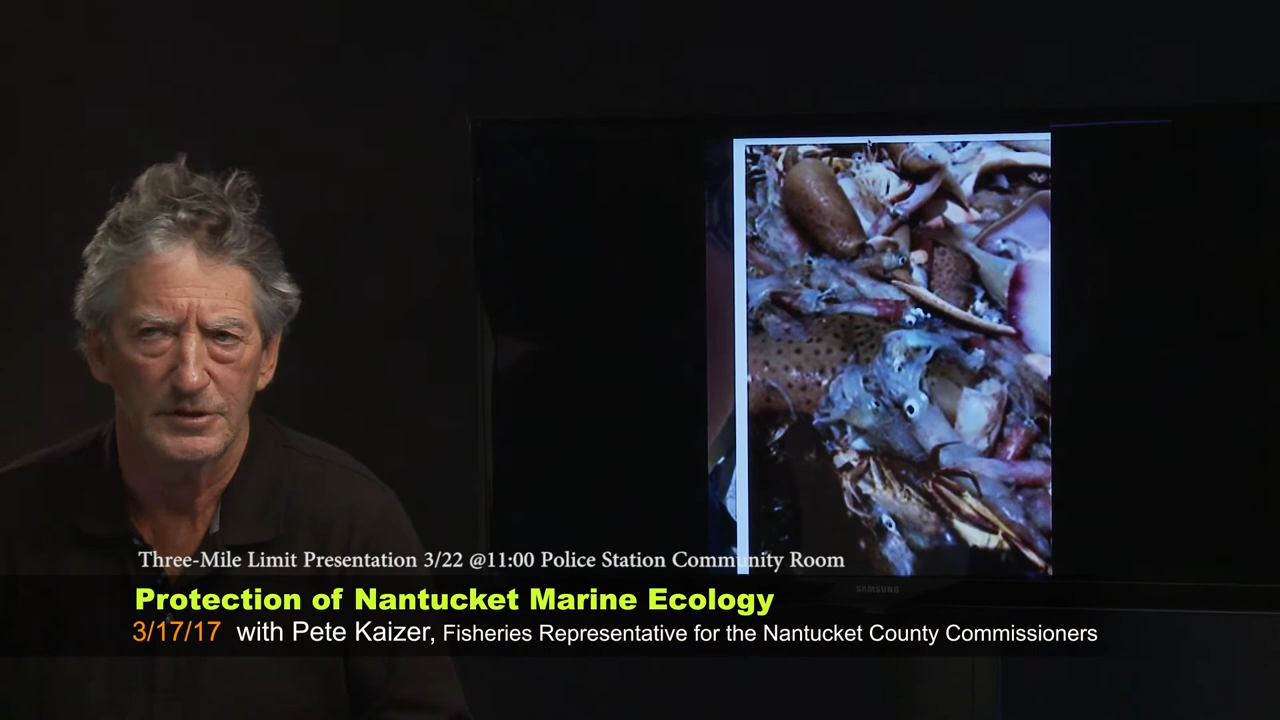 Three-Mile Limit Presentation 3/22 @11:00 Police Station Community Room
SAMSUNG
Protection of Nantucket Marine Ecology
3/17/17 with Pete Kaizer, Fisheries Representative for the Nantucket County Commissioners